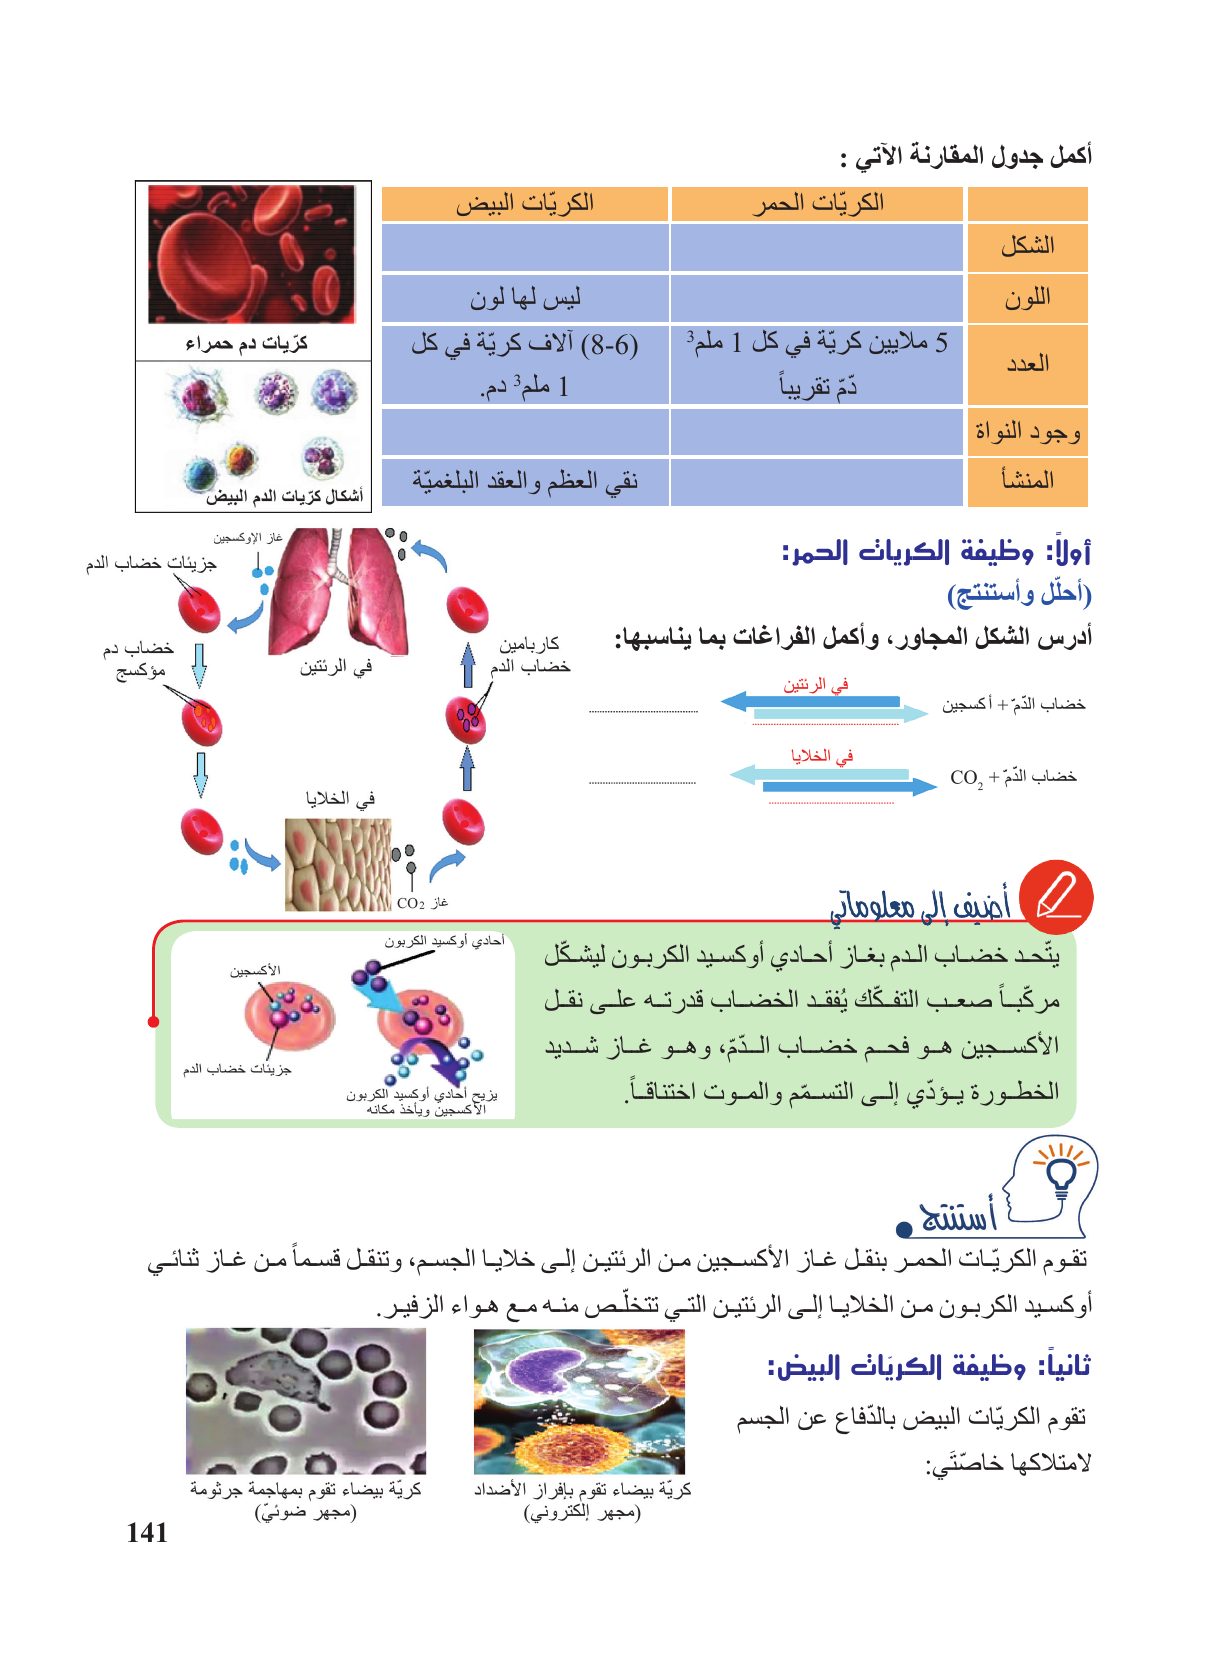 أكمل جدول المقارنة الآتي :
الكريّات الحمر
الكريّات البيض
الشكل
اللون
ليس لها لون
العدد
5 ملايين كريّة في كل 1 ملم3
دّمّ تقريباً
(6-8) آلاف كريّة في كل
1 ملم3 دم.
وجود النواة
المنشأ
نقي العظم والعقد البلغميّة
كرّيات دم حمراء
أشكال كرّيات الدم البيض
أولاً: وظيفة الكريات الحمر:
(أحلّل وأستنتج)
أدرس الشكل المجاور، وأكمل الفراغات بما يناسبها:
خضاب الدّمّ + أكسجين
في الرئتين
خضاب الدّمّ + CO2
في الخلايا
غاز الإوكسجين
جزيئات خضاب الدم
خضاب دم
مؤكسج
في الرئتين
كاربامين
خضاب الدم
في الخلايا
غاز CO2
أضيف إلى معلوماتي
يتّحد خضاب الدم بغاز أحادي أوكسيد الكربون ليشكّل
مركّباً صعب التفكّك يُفقد الخضاب قدرته على نقل
الأكسجين هو فحم خضاب الدّمّ، وهو غاز شديد
الخطورة يؤدّي إلى التسمّم والموت اختناقاً.
أحادي أوكسيد الكربون
الأكسجين
جزيئات خضاب الدم
يزيح أحادي أوكسيد الكربون
الأكسجين ويأخذ مكانه
أستنتج
تقوم الكريّات الحمر بنقل غاز الأكسجين من الرئتين إلى خلايا الجسم، وتنقل قسماً من غاز ثنائي
أوكسيد الكربون من الخلايا إلى الرئتين التي تتخلّص منه مع هواء الزفير.
ثانياً: وظيفة الكريّات البيض:
تقوم الكريّات البيض بالدّفاع عن الجسم
لامتلاكها خاصّتَي:
كريّة بيضاء تقوم بإفراز الأضداد
(مجهر إلكتروني)
كريّة بيضاء تقوم بمهاجمة جرثومة
(مجهر ضوئيّ)
141